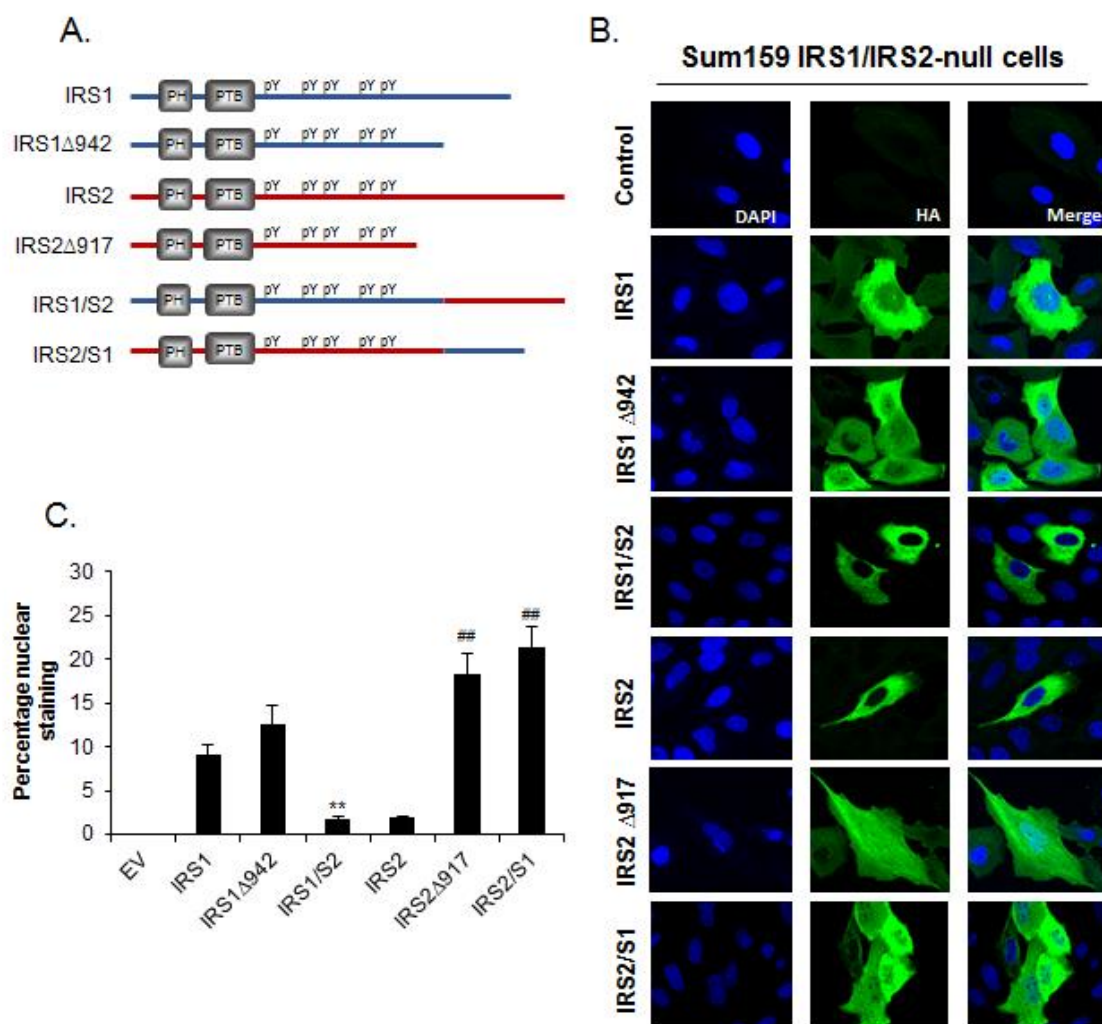 A.
IRS1 PH PTB pY pY pY pY pY
IRS1Δ942 PH PTB pY pY pY pY pY
IRS2 PH PTB pY pY pY pY pY
IRS2Δ917 PH PTB pY pY pY pY pY
IRS1/S2 PH PTB pY pY pY pY pY
IRS2/S1 PH PTB pY pY pY pY pY
B.
Sum159 IRS1/IRS2-null cells
Control DAPI HA Merge
IRS1
IRS1 Δ942
IRS1/S2
IRS2
IRS2 Δ917
IRS2/S1
C.
Percentage nuclear
staining
30
25
20
15
10
5
0
** ## ##
EV IRS1 IRS1Δ942 IRS1/S2 IRS2 IRS2Δ917 IRS2/S1